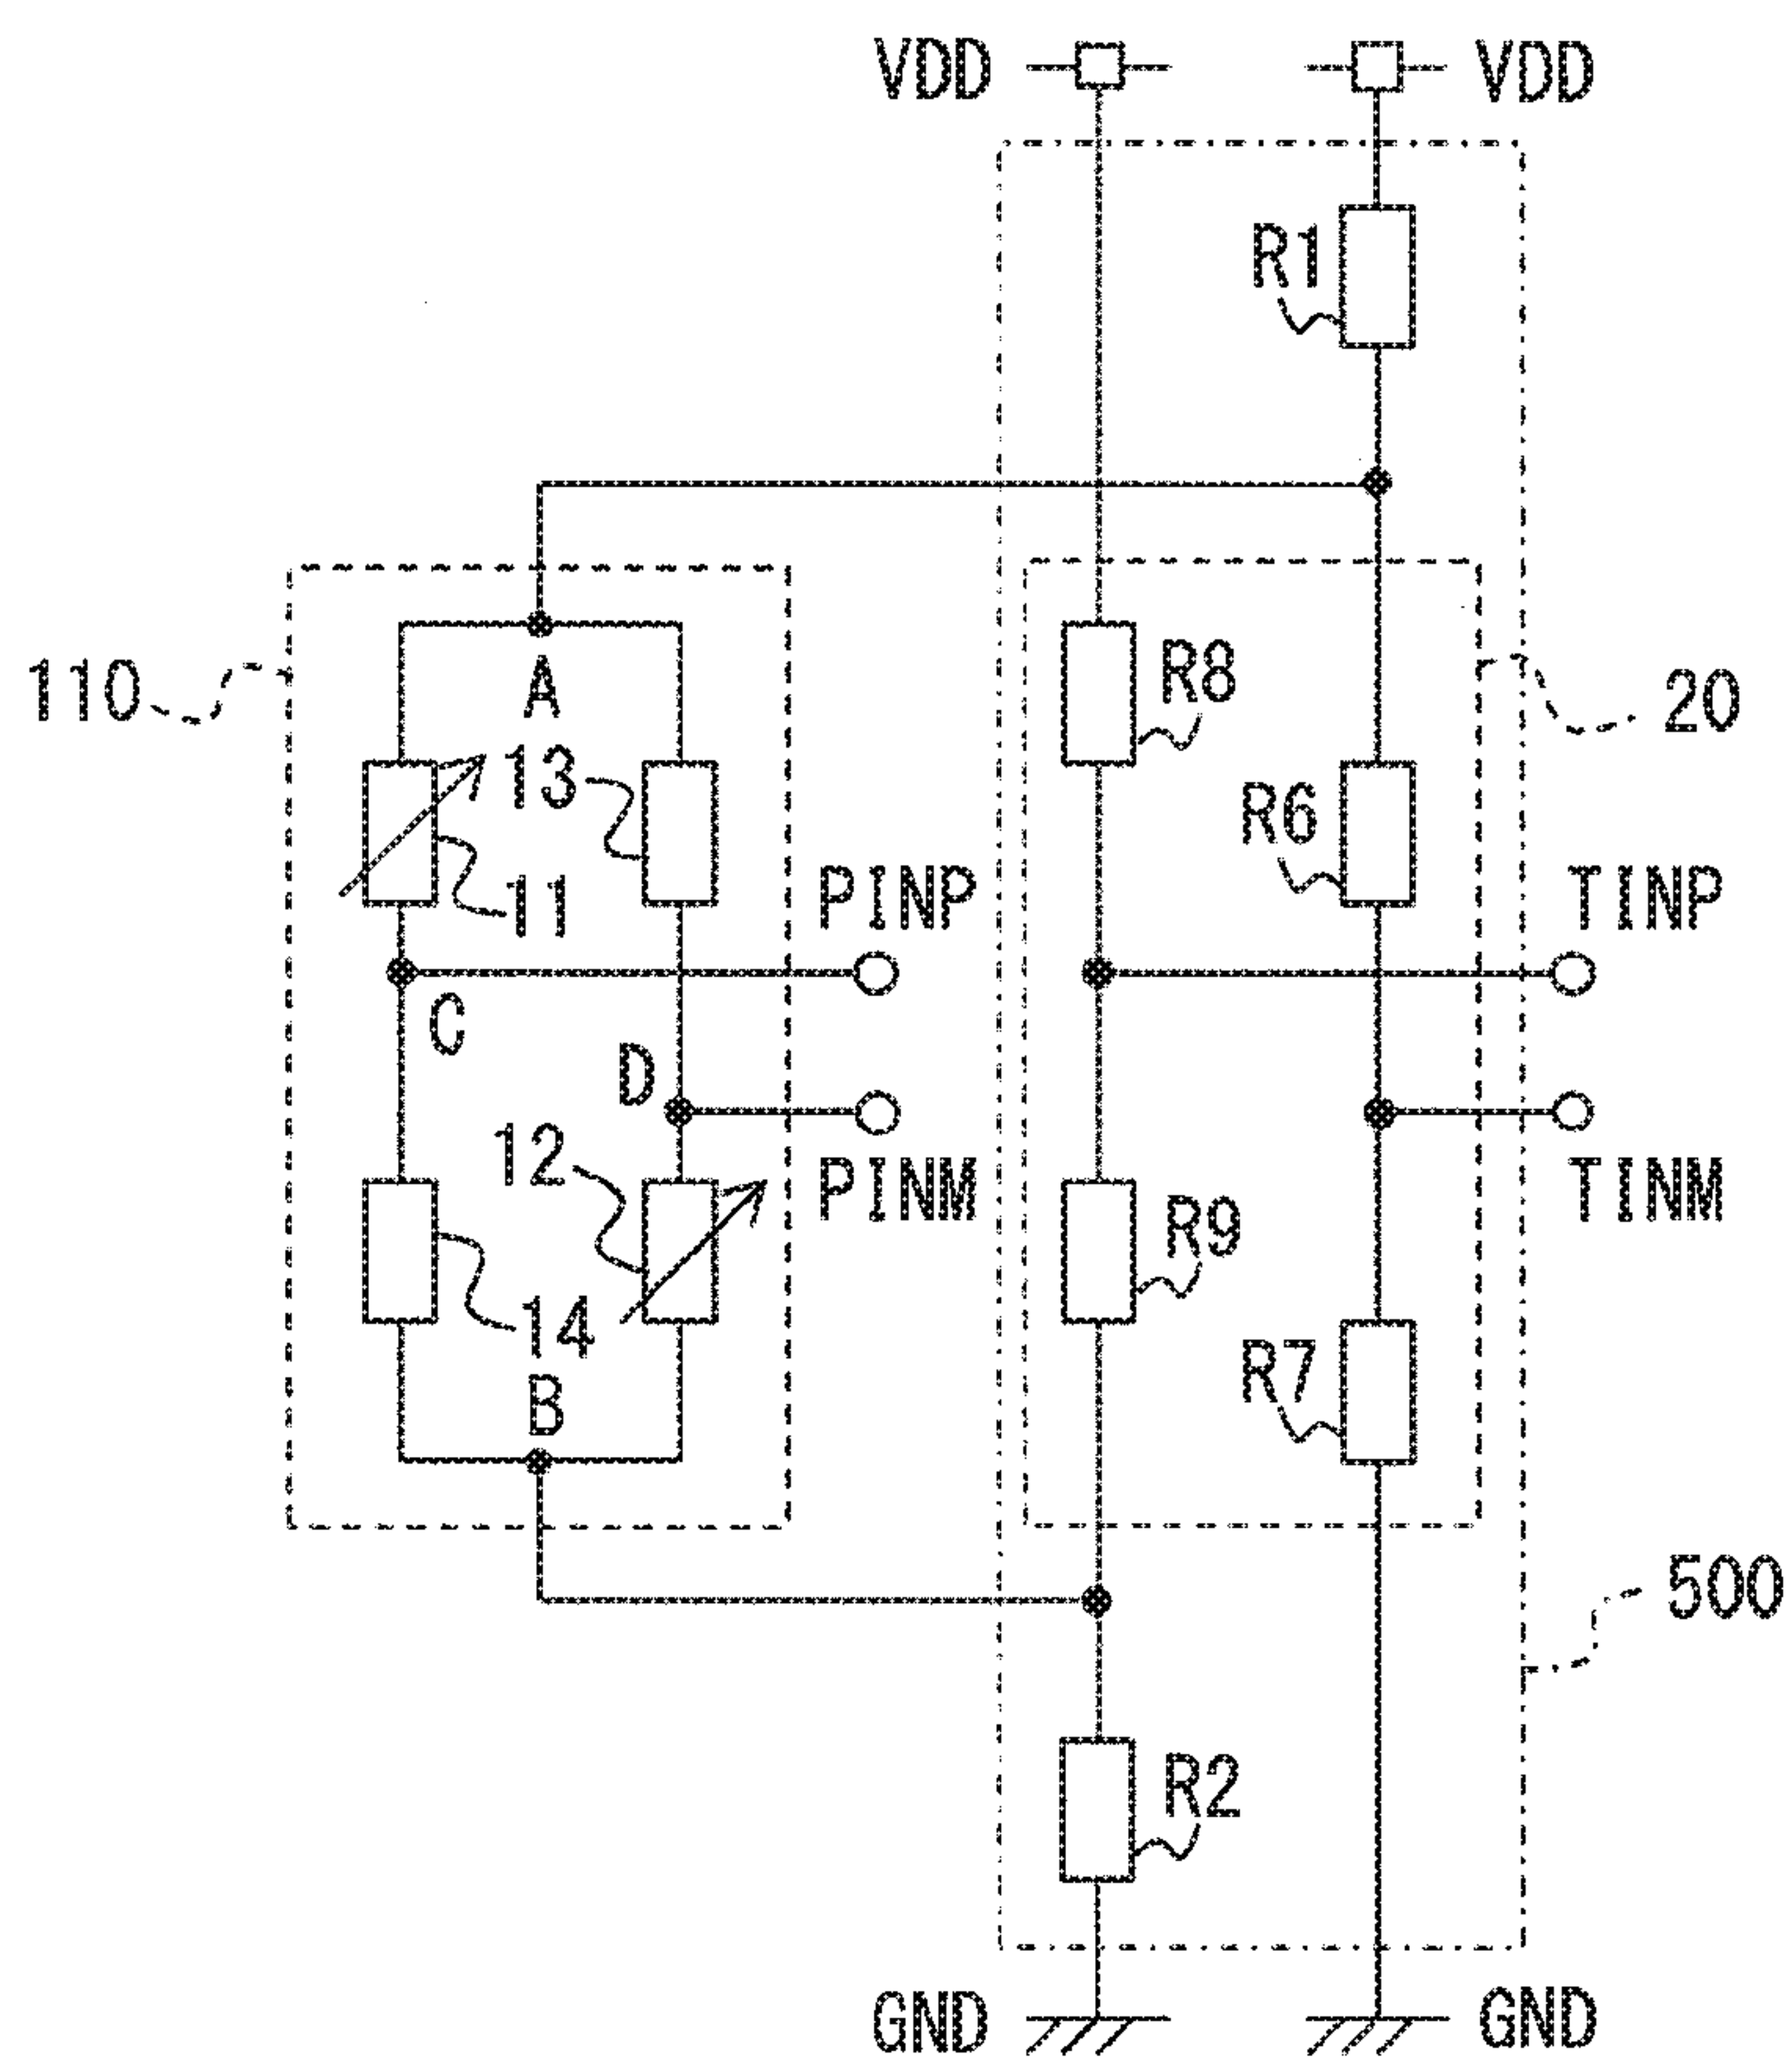 VDD VDD
R1
110 A R8 20
13 R6
11 PINP TINP
C
D
12 PINM R9 TINM
14 R7
B
500
R2
GND GND